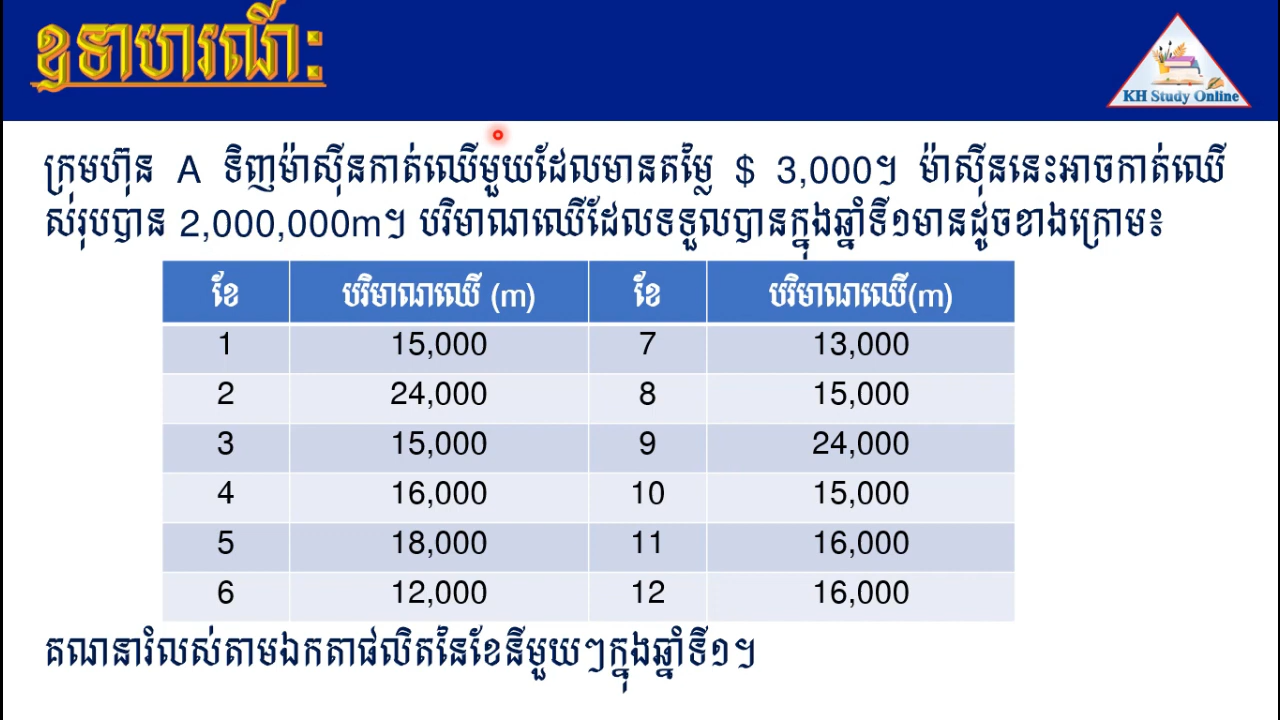 ឧទាហរណ៍ៈ
KH Study Online
ក្រុមហ៊ុន A ទិញម៉ាស៊ីនកាត់ឈើមួយដែលមានតម្លៃ $ 3,000។ ម៉ាស៊ីននេះអាចកាត់ឈើ
សរុបបាន 2,000,000m។ បរិមាណឈើដែលទទួលបានក្នុងឆ្នាំទី១មានដូចខាងក្រោម៖
ខែ បរិមាណឈើ (m) ខែ បរិមាណឈើ(m)
1 15,000 7 13,000
2 24,000 8 15,000
3 15,000 9 24,000
4 16,000 10 15,000
5 18,000 11 16,000
6 12,000 12 16,000
គណនារំលស់តាមឯកតាផលិតនៃខែនីមួយៗក្នុងឆ្នាំទី១។